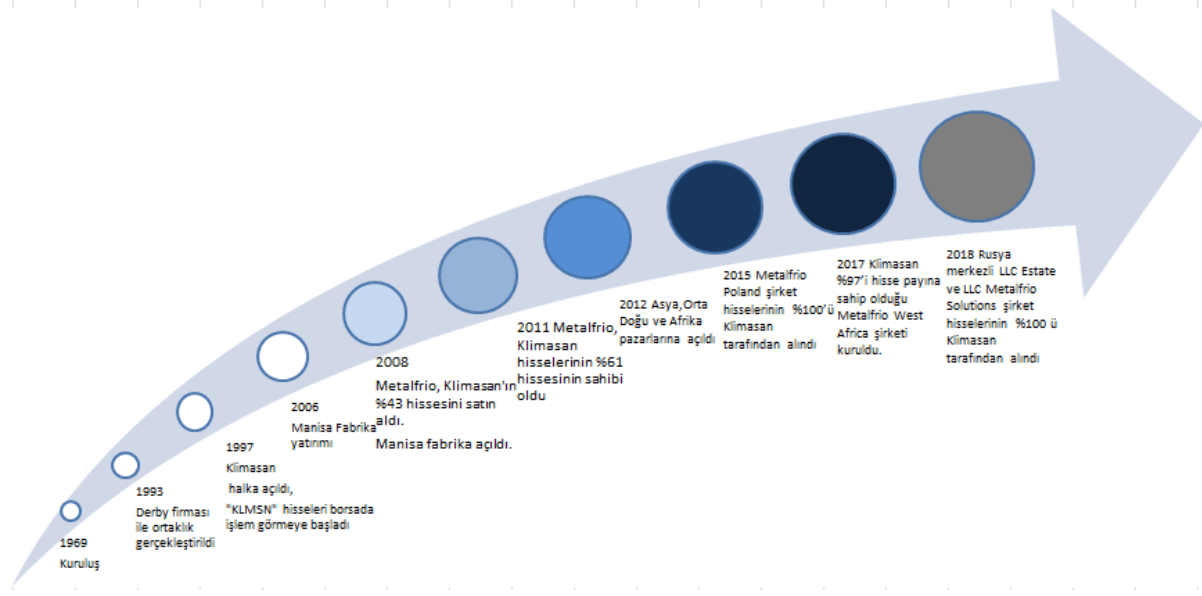 1969
Kuruluş
1993
Derby firması
ile ortaklık
gerçekleştirildi
1997
Klimasan
halka açıldı,
"KLMSN" hisseleri borsada
işlem görmeye başladı
2006
Manisa Fabrika
yatırımı
2008
Metalfrio, Klimasan'ın
%43 hissesini satın
aldı.
Manisa fabrika açıldı.
2011 Metalfrio,
Klimasan
hisselerinin %61
hissesinin sahibi
oldu
2012 Asya,Orta
Doğu ve Afrika
pazarlarına açıldı
2015 Metalfrio
Poland şirket
hisselerinin %100'ü
Klimasan
tarafından alındı
2017 Klimasan
%97'i hisse payına
sahip olduğu
Metalfrio West
Africa şirketi
kuruldu.
2018 Rusya
merkezli LLC Estate
ve LLC Metalfrio
Solutions şirket
hisselerinin %100 ü
Klimasan
tarafından alındı